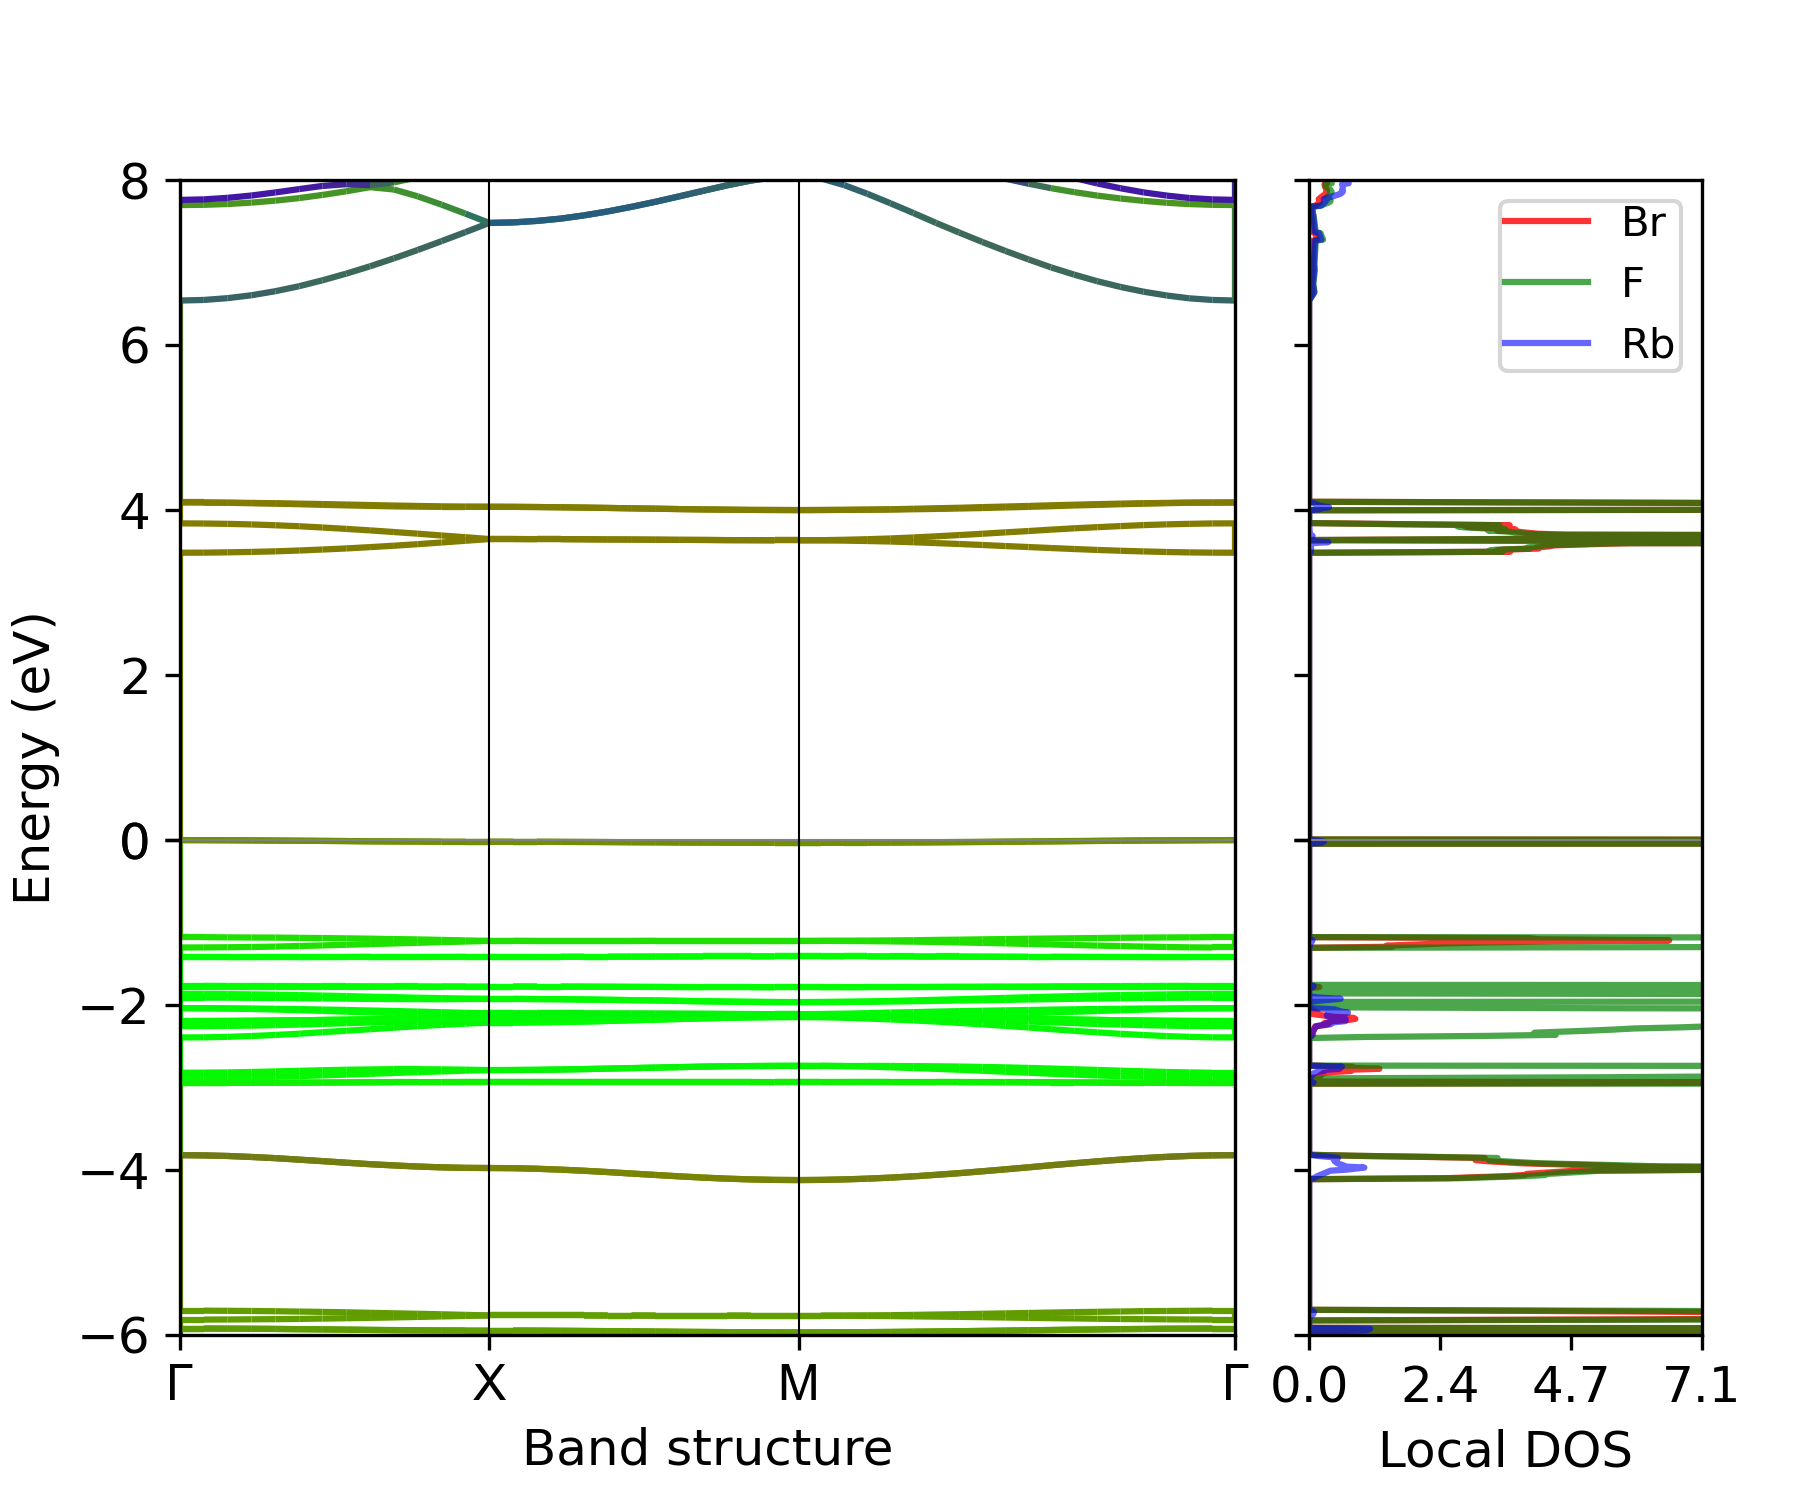 8
6
4
2
0
−2
−4
−6
Energy (eV)
Γ
X
M
Γ
Band structure
Br
F
Rb
0.0
2.4
4.7
7.1
Local DOS